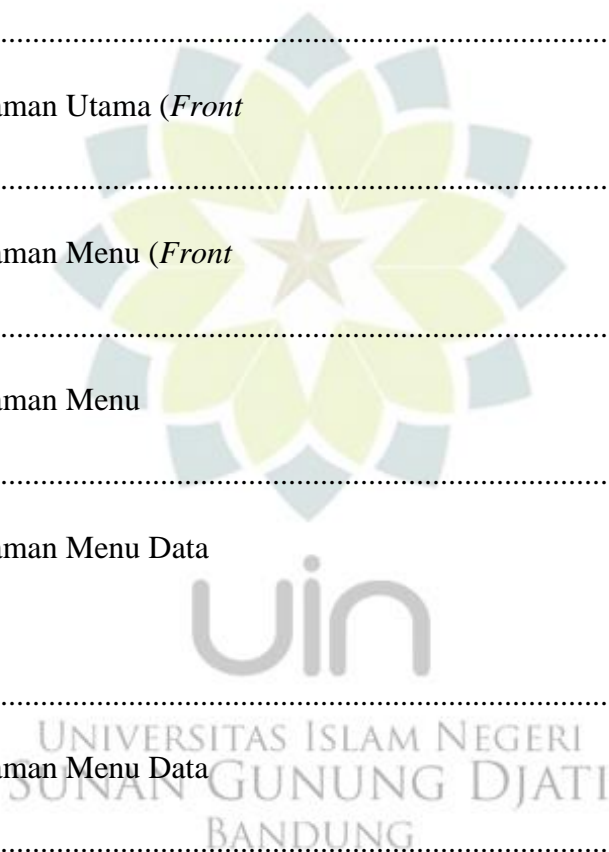 ........................................................................
aman Utama (Front
........................................................................
aman Menu (Front
........................................................................
aman Menu
........................................................................
aman Menu Data
uin
........................................................................
UNIVERSITAS ISLAM NEGERI
aman Menu Data
SUNAN GUNUNG DJATI
BANDUNG
........................................................................